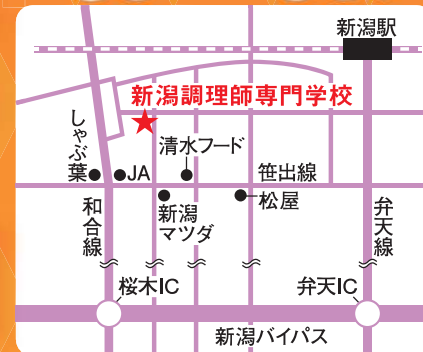 新潟駅
新潟調理師専門学校
しゃぶ葉
JA
清水フード
笹出線
松屋
新潟
マツダ
和合線
弁天線
桜木IC
弁天IC
新潟バイパス